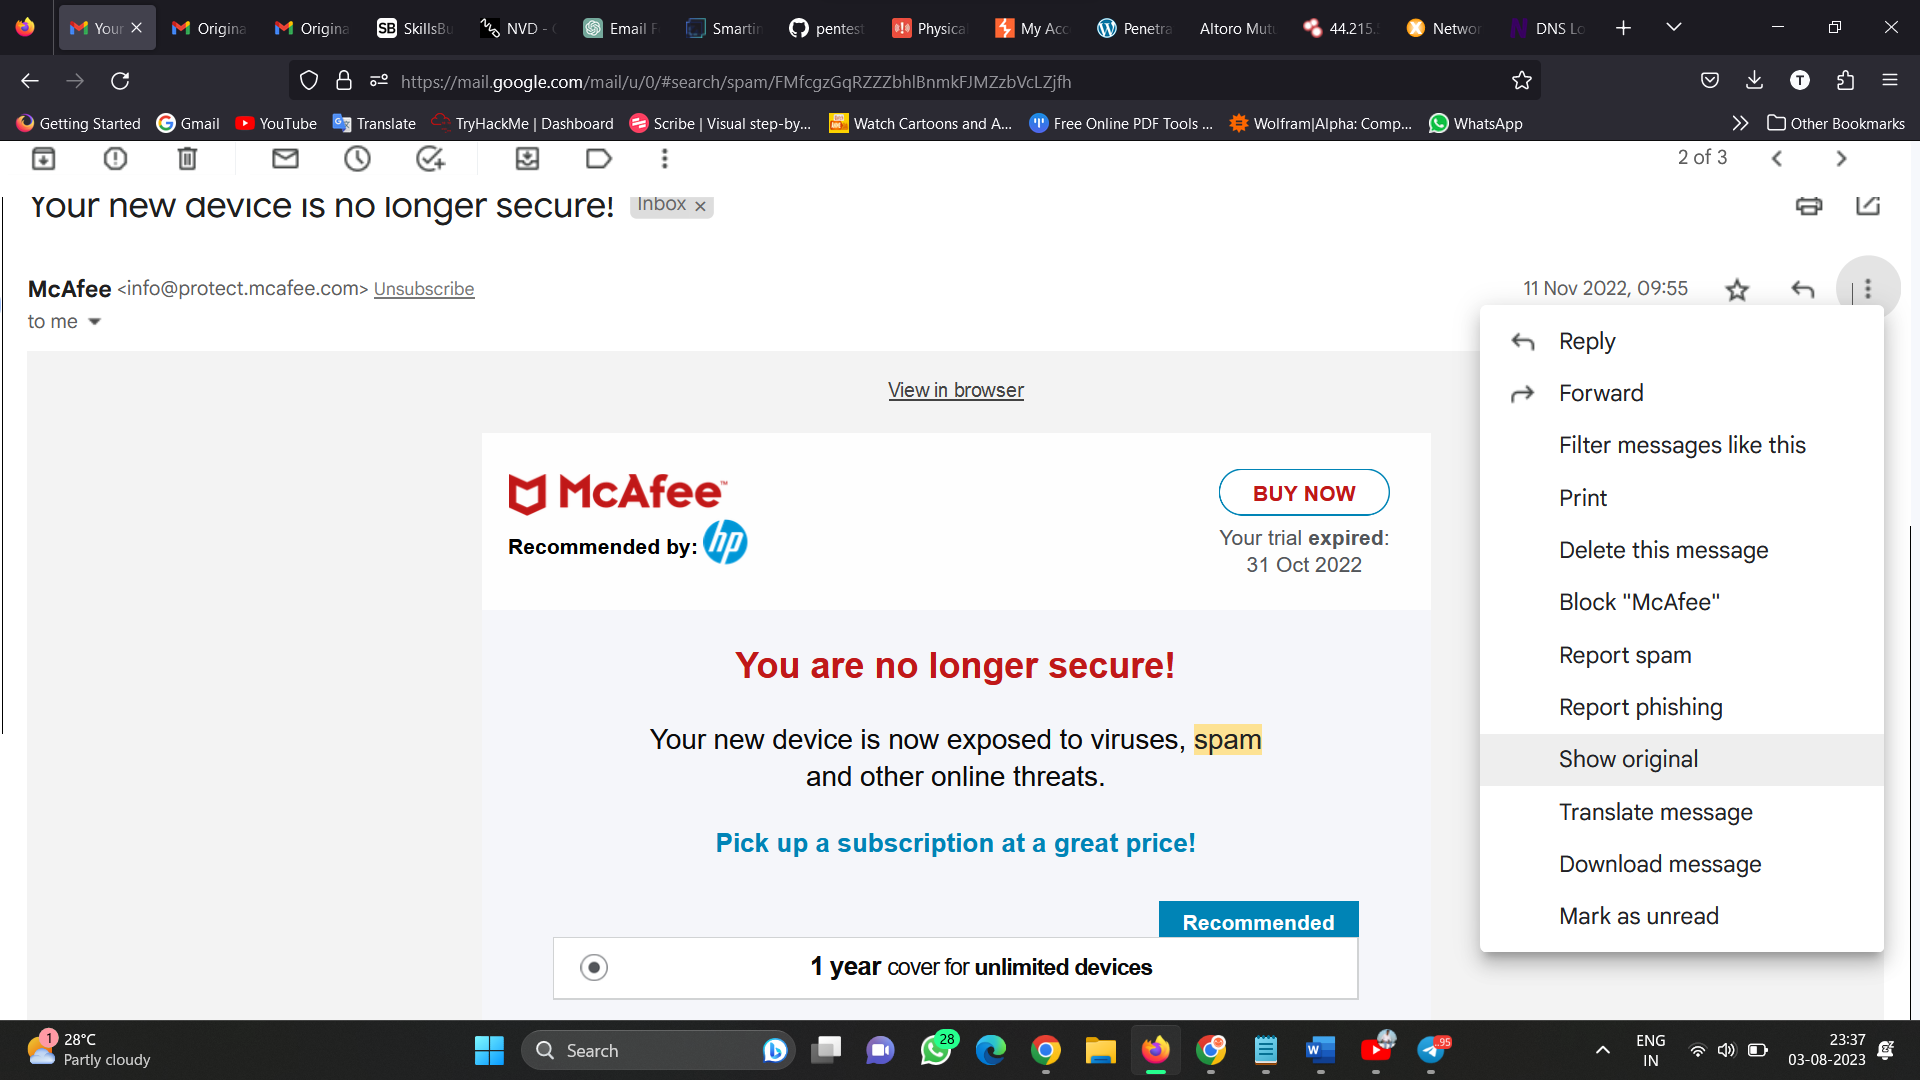 Your
Origina
Origina
SB SkillsBu
NVD - (
Email F
Smartin
pentest
Physica
My Acc
Penetra
Altoro Mutu
44.215.
Networ
DNS Lo
https://mail.google.com/mail/u/0/#search/spam/FMfcgzGqRZZZbhlBnmkFJMZzbVcLZjfh
T
Getting Started
Gmail
YouTube
Translate
TryHackMe | Dashboard
Scribe | Visual step-by...
Watch Cartoons and A...
Free Online PDF Tools ...
Wolfram|Alpha: Comp...
WhatsApp
Other Bookmarks
2 of 3
Your new device is no longer secure!
Inbox ×
McAfee <info@protect.mcafee.com> Unsubscribe
11 Nov 2022, 09:55
to me
View in browser
McAfee™
Recommended by: hp
BUY NOW
Your trial expired:
31 Oct 2022
You are no longer secure!
Your new device is now exposed to viruses, spam
and other online threats.
Pick up a subscription at a great price!
Recommended
1 year cover for unlimited devices
Reply
Forward
Filter messages like this
Print
Delete this message
Block "McAfee"
Report spam
Report phishing
Show original
Translate message
Download message
Mark as unread
1
28°C
Partly cloudy
Search
28
..95
ENG
IN
23:37
03-08-2023